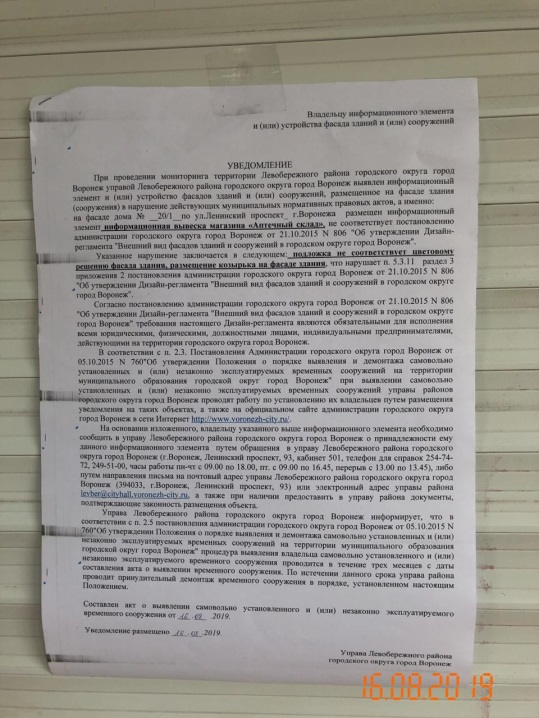 Владельцу информационного элемента
и (или) устройства фасада зданий и (или) сооружений
УВЕДОМЛЕНИЕ
При проведении мониторинга территории Левобережного района городского округа город
Воронеж управой Левобережного района городского округа город Воронеж выявлен информационный
элемент и (или) устройство фасадов зданий и (или) сооружений, размещенное на фасаде здания
(сооружения) в нарушение действующих муниципальных нормативных правовых актов, а именно:
на фасаде дома № __20/1__по ул.Ленинский проспект_ г.Воронежа размещен информационный
элемент информационная вывеска магазина «Аптечный склад», не соответствует постановлению
администрации городского округа город Воронеж от 21.10.2015 N 806 "Об утверждении Дизайн-
регламента "Внешний вид фасадов зданий и сооружений в городском округе город Воронеж".
Указанное нарушение заключается в следующем: подложка не соответствует цветовому
решению фасада здания, размещение козырька на фасаде здания, что нарушает п. 5.3.11 раздел 3
приложения 2 постановления администрации городского округа город Воронеж от 21.10.2015 N 806
"Об утверждении Дизайн-регламента "Внешний вид фасадов зданий и сооружений в городском округе
город Воронеж".
Согласно постановлению администрации городского округа город Воронеж от 21.10.2015 N 806
"Об утверждении Дизайн-регламента "Внешний вид фасадов зданий и сооружений в городском округе
город Воронеж" требования настоящего Дизайн-регламента являются обязательными для исполнения
всеми юридическими, физическими, должностными лицами, индивидуальными предпринимателями,
действующими на территории городского округа город Воронеж.
В соответствии с п. 2.3. Постановления Администрации городского округа город Воронеж от
05.10.2015 N 760"Об утверждении Положения о порядке выявления и демонтажа самовольно
установленных и (или) незаконно эксплуатируемых временных сооружений на территории
муниципального образования городской округ город Воронеж" при выявлении самовольно
установленных и (или) незаконно эксплуатируемых временных сооружений управы районов
городского округа город Воронеж проводят работу по установлению их владельцев путем размещения
уведомления на таких объектах, а также на официальном сайте администрации городского округа
город Воронеж в сети Интернет http://www.voronezh-city.ru/.
На основании изложенного, владельцу указанного выше информационного элемента необходимо
сообщить в управу Левобережного района городского округа город Воронеж о принадлежности ему
данного информационного элемента путем обращения в управу Левобережного района городского
округа город Воронеж (г.Воронеж, Ленинский проспект, 93, кабинет 501, телефон для справок 254-74-
72, 249-51-00, часы работы пн-чт с 09.00 по 18.00, пт. с 09.00 по 16.45, перерыв с 13.00 по 13.45), либо
путем направления письма на почтовый адрес управы Левобережного района городского округа город
Воронеж (394033, г.Воронеж, Ленинский проспект, 93) или электронный адрес управы района
levber@cityhall.voronezh-city.ru, а также при наличии предоставить в управу района документы,
подтверждающие законность размещения объекта.
Управа Левобережного района городского округа город Воронеж информирует, что в
соответствии с п. 2.5 постановления администрации городского округа город Воронеж от 05.10.2015 N
760"Об утверждении Положения о порядке выявления и демонтажа самовольно установленных и (или)
незаконно эксплуатируемых временных сооружений на территории муниципального образования
городской округ город Воронеж" процедура выявления владельца самовольно установленного и (или)
незаконно эксплуатируемого временного сооружения проводится в течение трех месяцев с даты
составления акта о выявлении временного сооружения. По истечении данного срока управа района
проводит принудительный демонтаж временного сооружения в порядке, установленном настоящим
Положением.
Составлен акт о выявлении самовольно установленного и (или) незаконно эксплуатируемого
временного сооружения от 16.08.2019.
Уведомление размещено 16.08.2019.
Управа Левобережного района
городского округа город Воронеж
16.08.2019